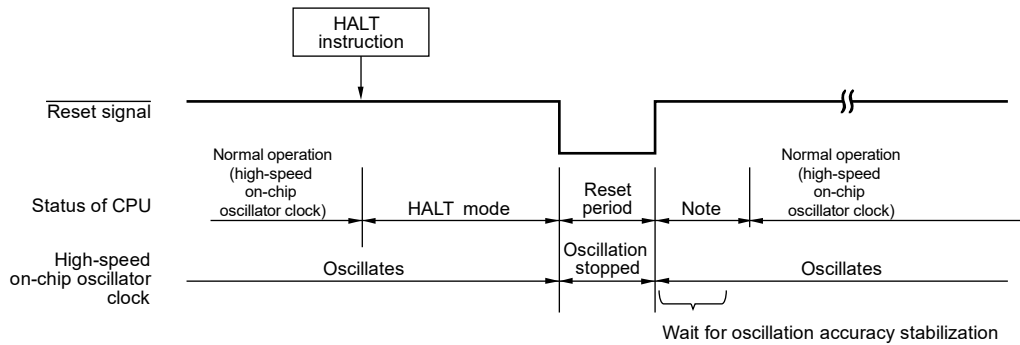 HALT
instruction
Reset signal
Normal operation
(high-speed
on-chip
oscillator clock)
Normal operation
(high-speed
on-chip
oscillator clock)
Status of CPU
HALT mode
Reset
period
Note
High-speed
on-chip oscillator
clock
Oscillates
Oscillation
stopped
Oscillates
Wait for oscillation accuracy stabilization